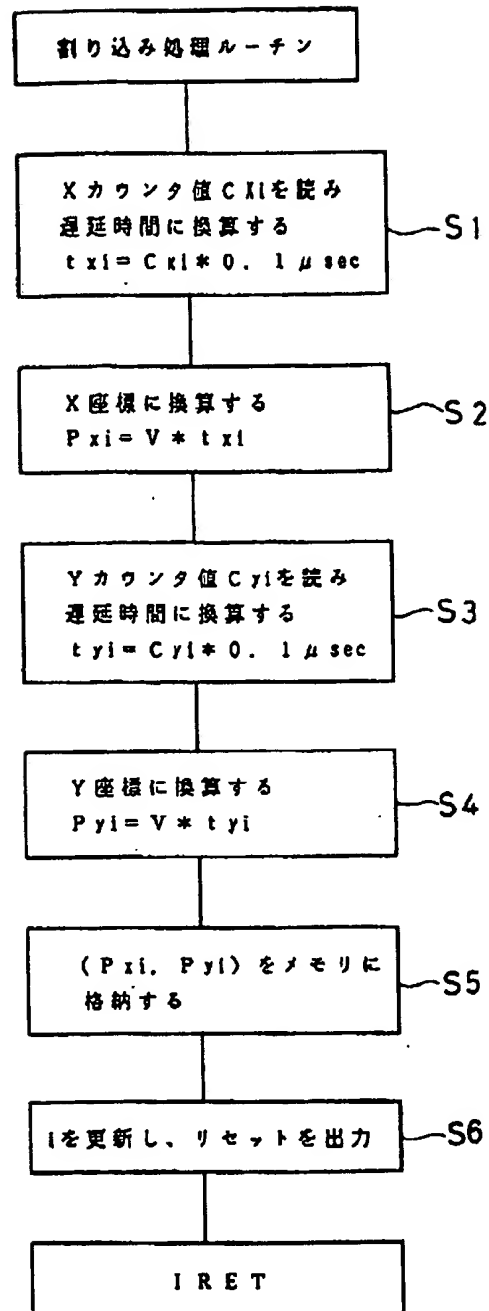 割り込み処理ルーチン
Xカウンタ値CXiを読み
遅延時間に換算する
txi=Cxi*0.1μsec
S1
X座標に換算する
Pxi=V*txi
S2
Yカウンタ値Cyiを読み
遅延時間に換算する
tyi=Cyi*0.1μsec
S3
Y座標に換算する
Pyi=V*tyi
S4
(Pxi,Pyi)をメモリに
格納する
S5
iを更新し、リセットを出力
S6
IRET